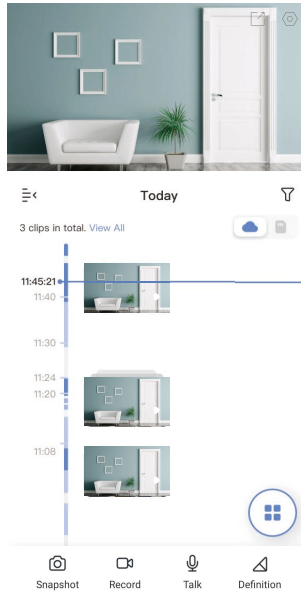 Today
3 clips in total. View All
11:45:21
11:40
11:30
11:24
11:20
11:08
Snapshot Record Talk Definition